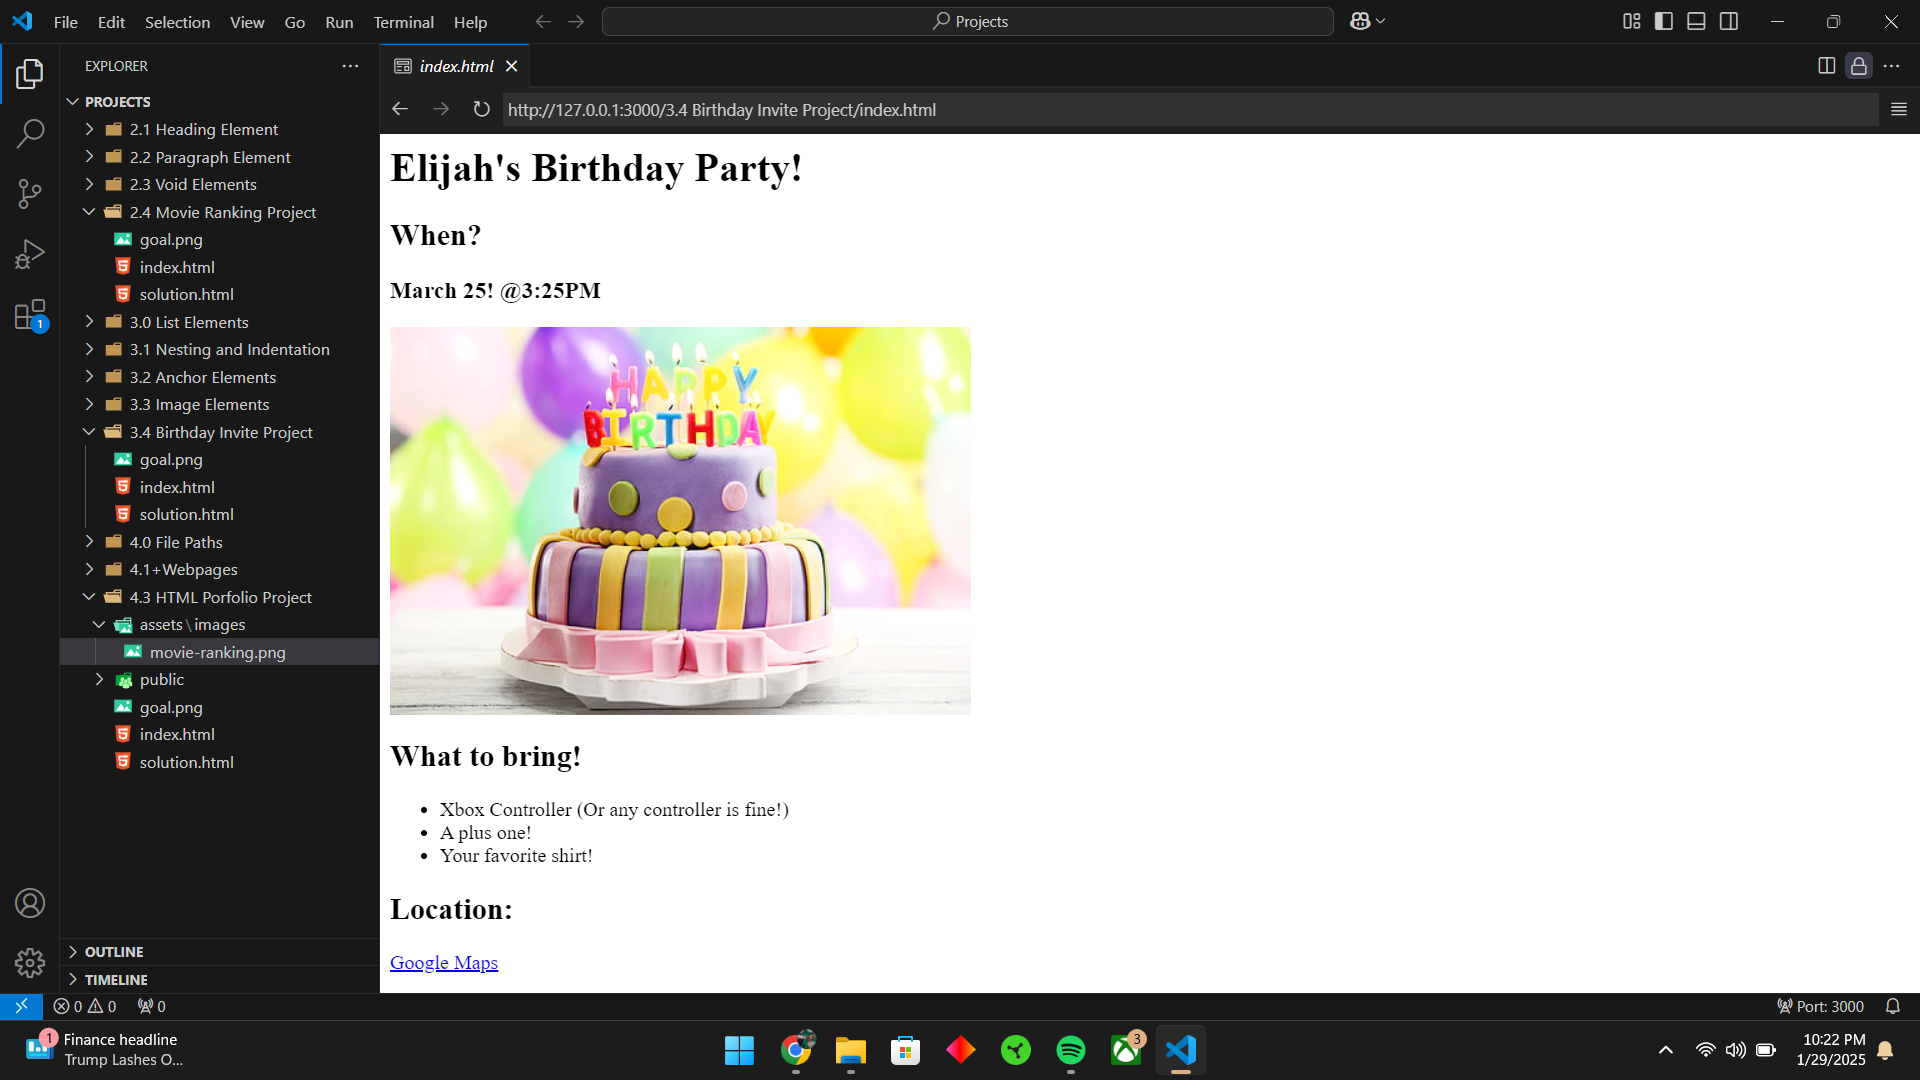 File Edit Selection View Go Run Terminal Help
Projects
EXPLORER
index.html
PROJECTS
http://127.0.0.1:3000/3.4 Birthday Invite Project/index.html
2.1 Heading Element
2.2 Paragraph Element
2.3 Void Elements
2.4 Movie Ranking Project
goal.png
index.html
solution.html
3.0 List Elements
3.1 Nesting and Indentation
3.2 Anchor Elements
3.3 Image Elements
3.4 Birthday Invite Project
goal.png
index.html
solution.html
4.0 File Paths
4.1+Webpages
4.3 HTML Porfolio Project
assets\images
movie-ranking.png
public
goal.png
index.html
solution.html
OUTLINE
TIMELINE
1
Elijah's Birthday Party!
When?
March 25! @3:25PM
HAPPY
BIRTHDAY
What to bring!
Xbox Controller (Or any controller is fine!)
A plus one!
Your favorite shirt!
Location:
Google Maps
0 0 0
Port: 3000
1
Finance headline
Trump Lashes O...
3
10:22 PM
1/29/2025